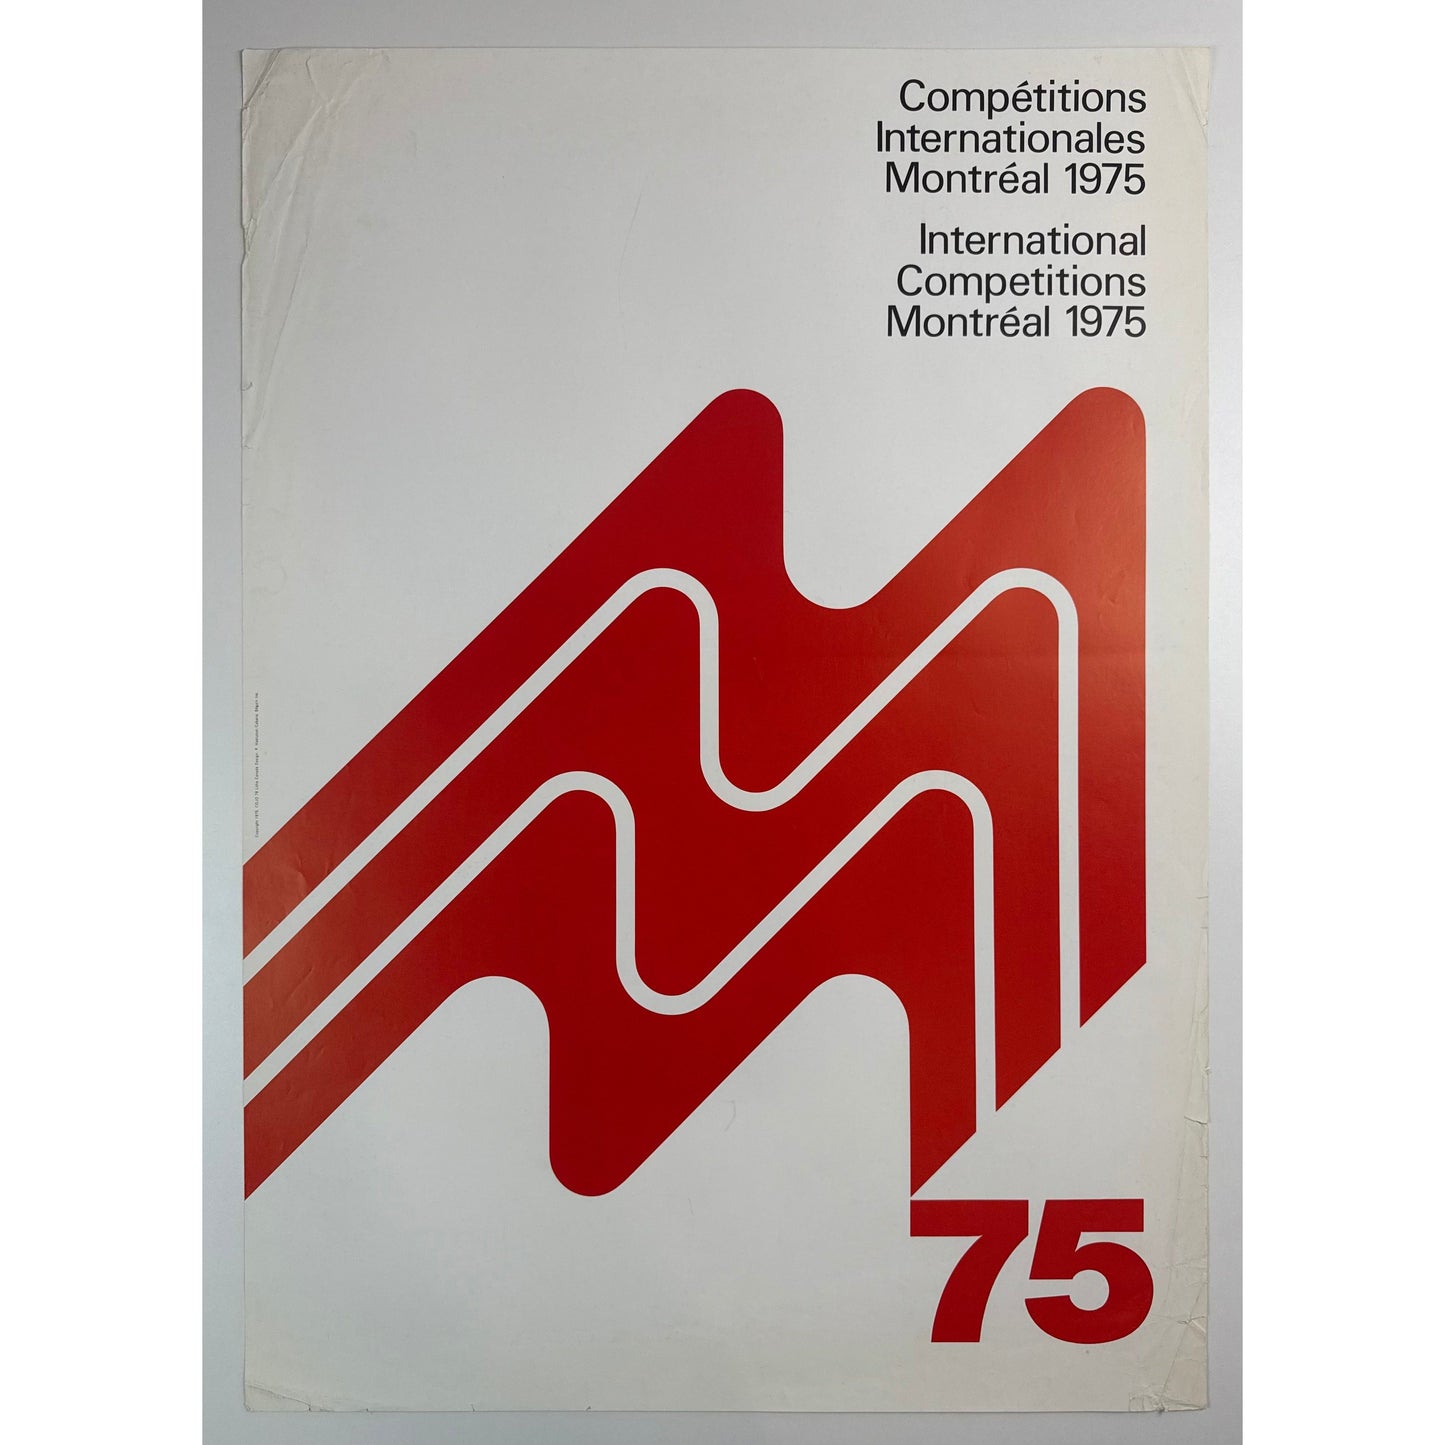 Compétitions
Internationales
Montréal 1975
International
Competitions
Montréal 1975
75